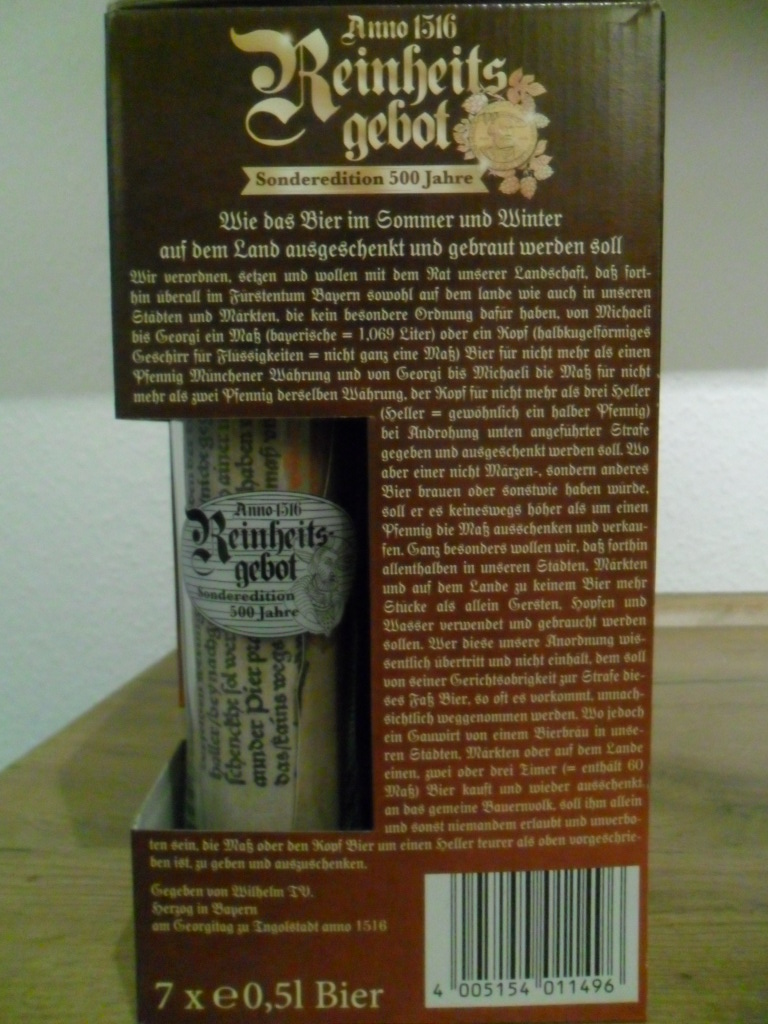 Anno 1516
Reinheits
gebot
Sonderedition 500 Jahre
Wie das Bier im Sommer und Winter
auf dem Land ausgeschenkt und gebraut werden soll
Wir verordnen, setzen und wollen mit dem Rat unserer Landschaft, daß fort-
hin überall im Fürstentum Bayern sowohl auf dem lande wie auch in unseren
Städten und Märkten, die kein besondere Ordnung dafür haben, von Michaeli
bis Georgi ein Maß (bayerische = 1,069 Liter) oder ein Kopf (halbkugelförmiges
Geschirr für Flüssigkeiten = nicht ganz eine Maß) Bier für nicht mehr als einen
Pfennig Münchener Währung und von Georgi bis Michaeli die Maß für nicht
mehr als zwei Pfennig derselben Währung, der Kopf für nicht mehr als drei Heller
(Heller = gewöhnlich ein halber Pfennig)
bei Androhung unten angeführter Strafe
gegeben und ausgeschenkt werden soll. Wo
aber einer nicht Märzen-, sondern anderes
Bier brauen oder sonstwie haben würde,
soll er es keineswegs höher als um einen
Pfennig die Maß ausschenken und verkau-
fen. Ganz besonders wollen wir, daß forthin
allenthalben in unseren Städten, Märkten
und auf dem Lande zu keinem Bier mehr
Stücke als allein Gersten, Hopfen und
Wasser verwendet und gebraucht werden
sollen. Wer diese unsere Anordnung wis-
sentlich übertritt und nicht einhält, dem soll
von seiner Gerichtsobrigkeit zur Strafe die-
ses Faß Bier, so oft es vorkommt, unnach-
sichtlich weggenommen werden. Wo jedoch
ein Gauwirt von einem Bierbräu in unse-
ren Städten, Märkten oder auf dem Lande
einen, zwei oder drei Eimer (= enthält 60
Maß) Bier kauft und wieder ausschenkt
an das gemeine Bauernvolk, soll ihm allein
und sonst niemandem erlaubt und unverbo-
ten sein, die Maß oder den Kopf Bier um einen Heller teurer als oben vorgeschrie-
ben ist, zu geben und auszuschenken.
Gegeben von Wilhelm IV.
Herzog in Bayern
am Georgitag zu Ingolstadt anno 1516
7 x e 0,5l Bier
4 005154 011496
Anno 1516
Reinheits-
gebot
Sonderedition
500 Jahre